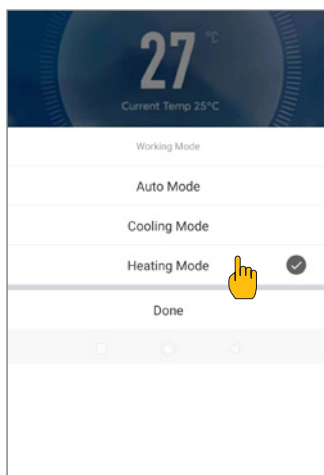 27 °C
Current Temp 25°C
Working Mode
Auto Mode
Cooling Mode
Heating Mode
Done